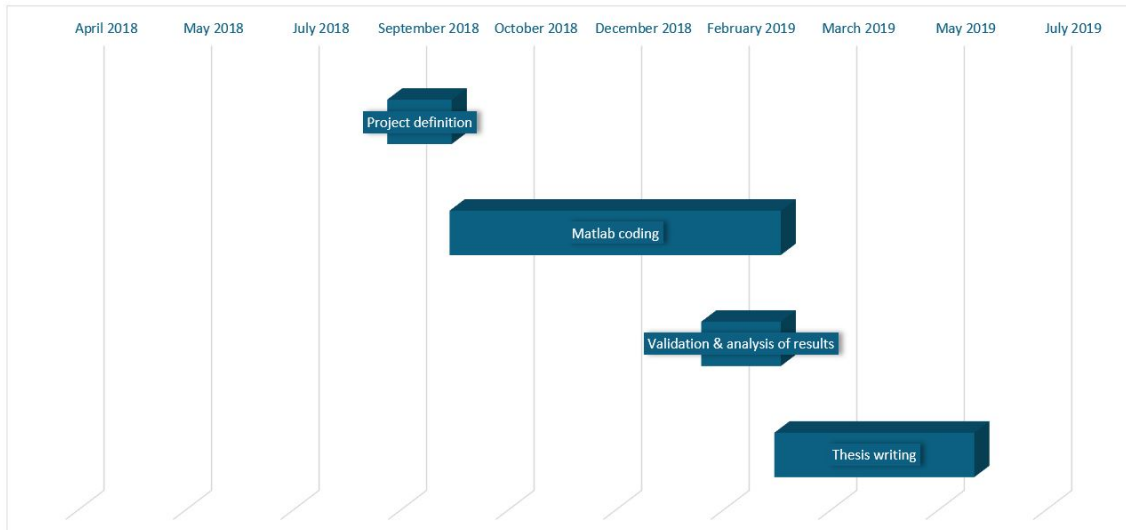 April 2018 May 2018 July 2018 September 2018 October 2018 December 2018 February 2019 March 2019 May 2019 July 2019
Project definition
Matlab coding
Validation & analysis of results
Thesis writing